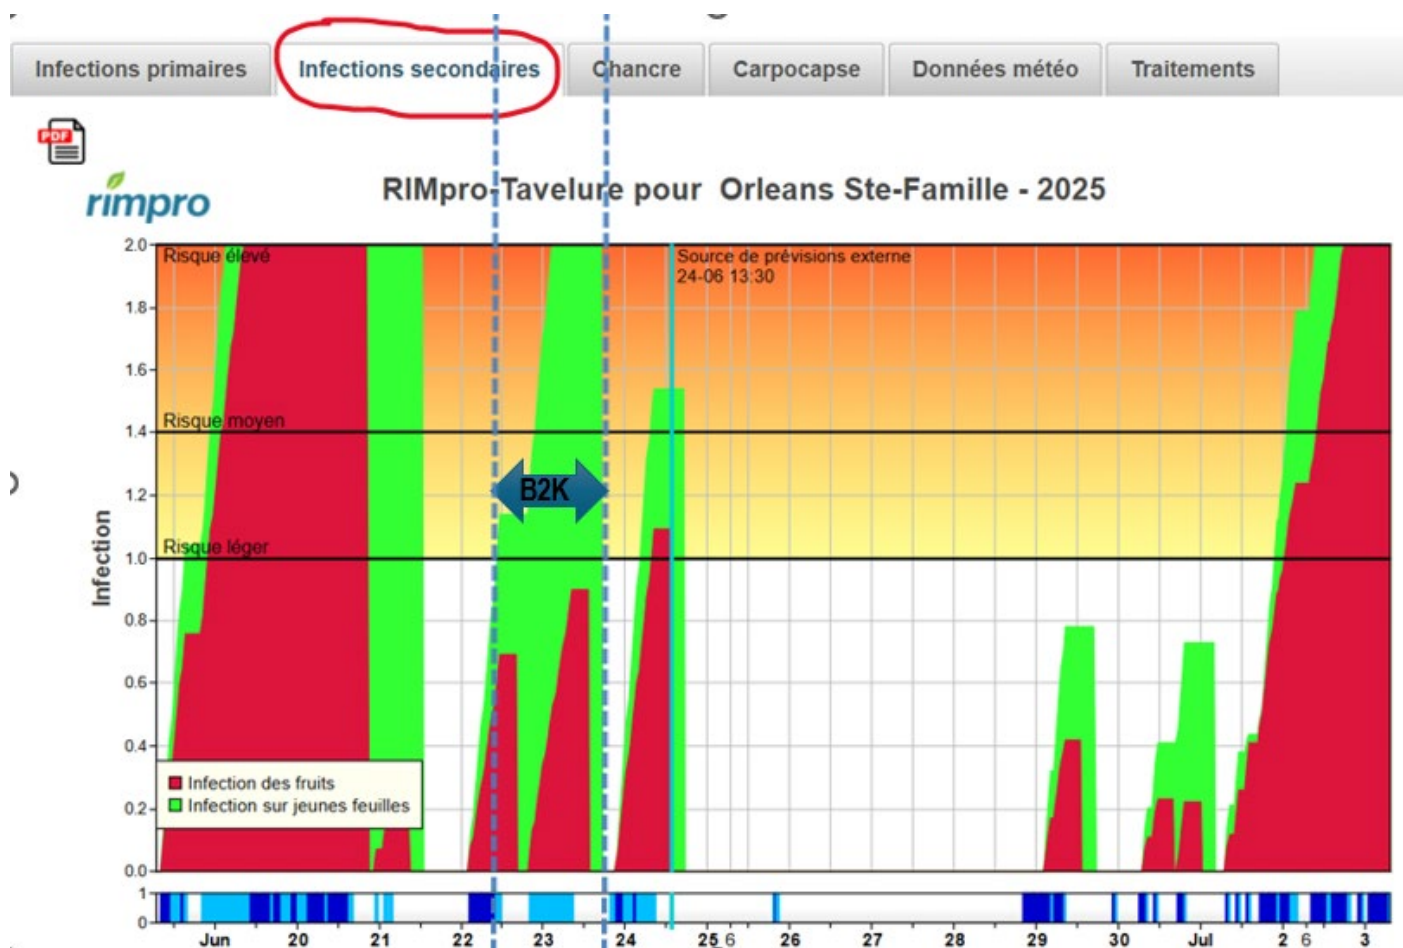 Infections primaires
Infections secondaires
Chancre
Carpocapse
Données météo
Traitements
PDF
rimpro
RIMpro-Tavelure pour Orleans Ste-Famille - 2025
2.0
1.8
1.6
1.4
1.2
1.0
0.8
0.6
0.4
0.2
0.0
Infection
Risque élevé
Risque moyen
Risque léger
Source de prévisions externe
24-06 13:30
B2K
Infection des fruits
Infection sur jeunes feuilles
1
0
Jun 20 21 22 23 24 25 6 26 27 28 29 30 Jul 2 6 3